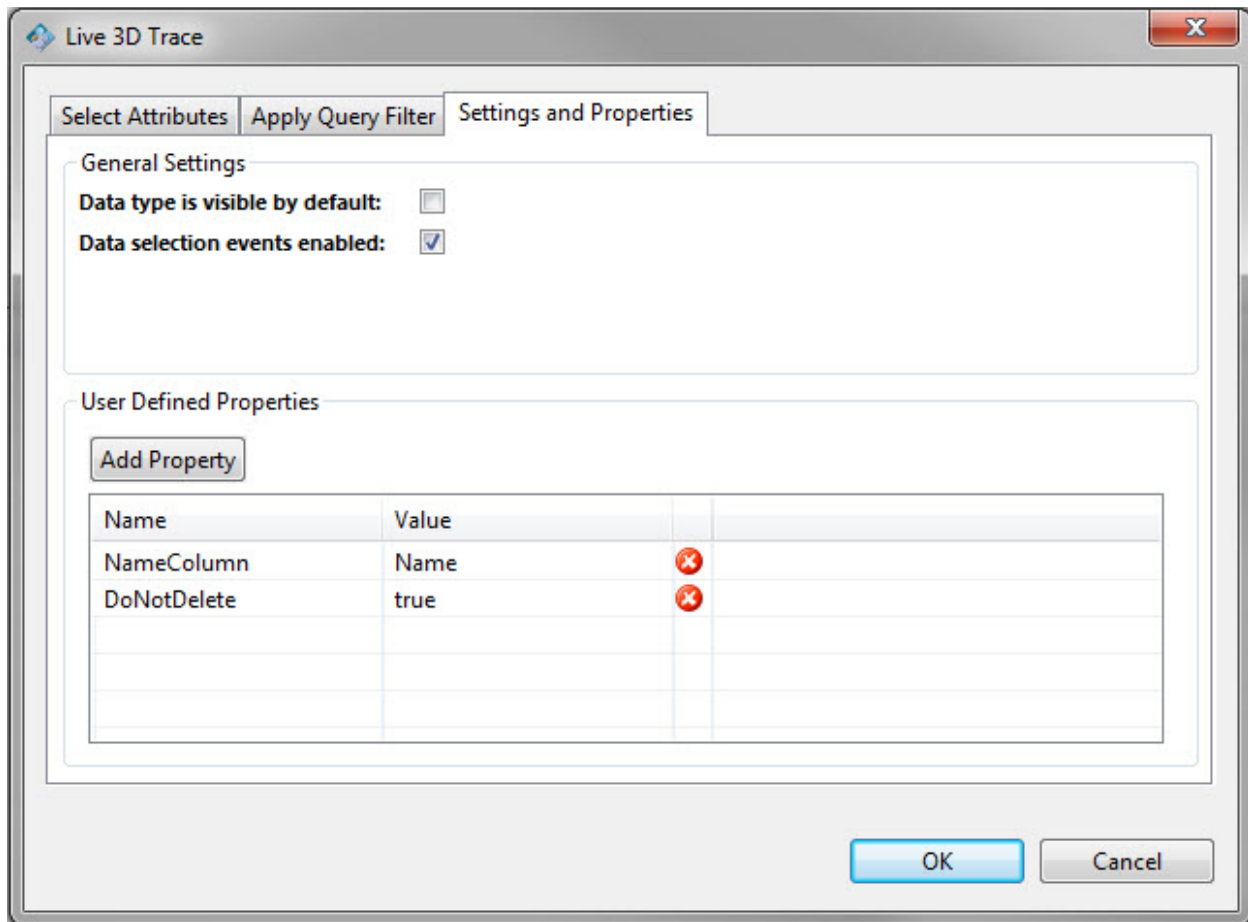 Live 3D Trace
Select Attributes Apply Query Filter Settings and Properties
General Settings
Data type is visible by default:
Data selection events enabled:
User Defined Properties
Add Property
Name Value
NameColumn Name
DoNotDelete true
OK Cancel